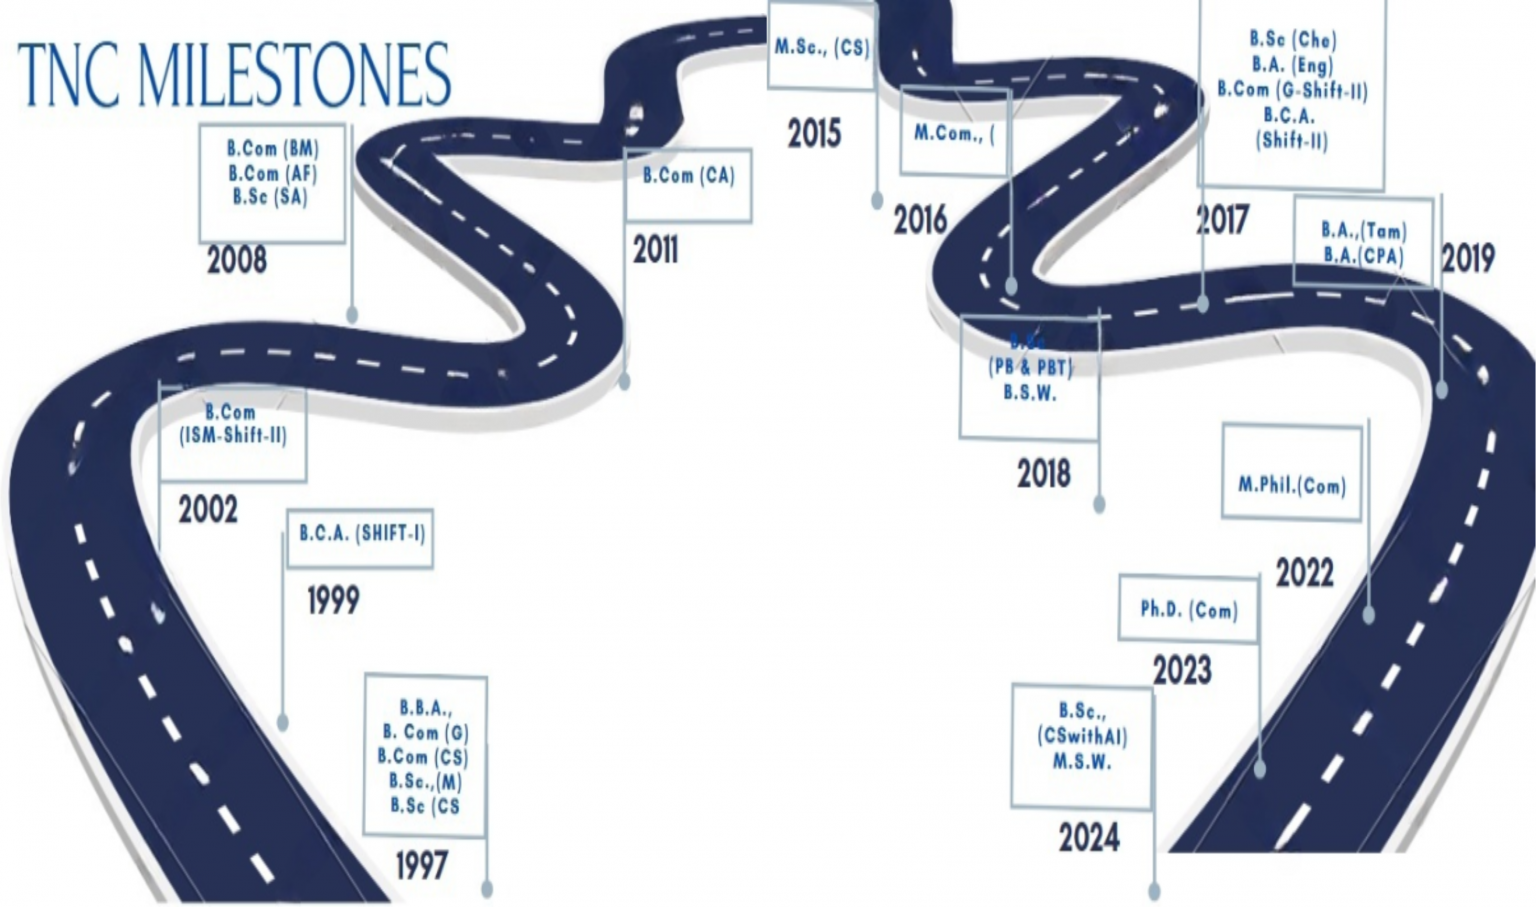 TNC MILESTONES
B.Com (BM)
B.Com (AF)
B.Sc (SA)
2008
B.Com (CA)
2011
B.Com
(ISM-Shift-II)
2002
B.C.A. (SHIFT-I)
1999
B.B.A.,
B. Com (G)
B.Com (CS)
B.Sc.,(M)
B.Sc (CS
1997
M.Sc., (CS)
2015
M.Com., (
2016
B.Sc (Che)
B.A. (Eng)
B.Com (G-Shift-II)
B.C.A.
(Shift-II)
2017
B.A.,(Tam)
B.A.(CPA)
2019
B.Sc
(PB & PBT)
B.S.W.
2018
M.Phil.(Com)
2022
Ph.D. (Com)
2023
B.Sc.,
(CSwithAI)
M.S.W.
2024